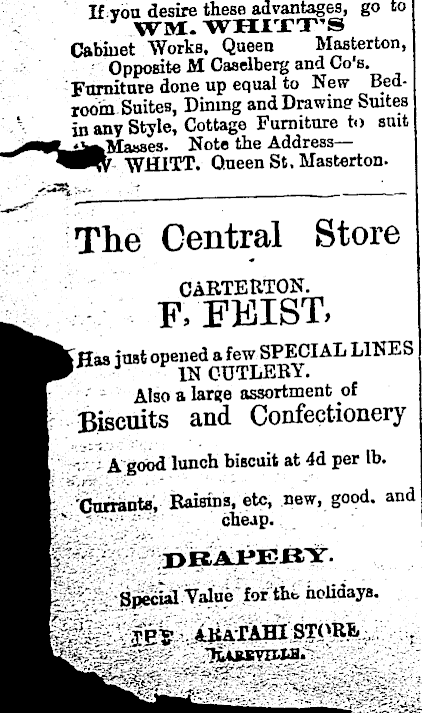 If you desire these advantages, go to
WM. WHITT'S
Cabinet Works, Queen Masterton,
Opposite M Caselberg and Co's.
Furniture done up equal to New Bed-
room Suites, Dining and Drawing Suites
in any Style, Cottage Furniture to suit
Masses. Note the Address—
W WHITT. Queen St. Masterton.
The Central Store
CARTERTON.
F, FEIST,
Has just opened a few SPECIAL LINES
IN CUTLERY.
Also a large assortment of
Biscuits and Confectionery
A good lunch biscuit at 4d per lb.
Currants, Raisins, etc, new, good. and
cheap.
DRAPERY.
Special Value for the holidays.
STORE